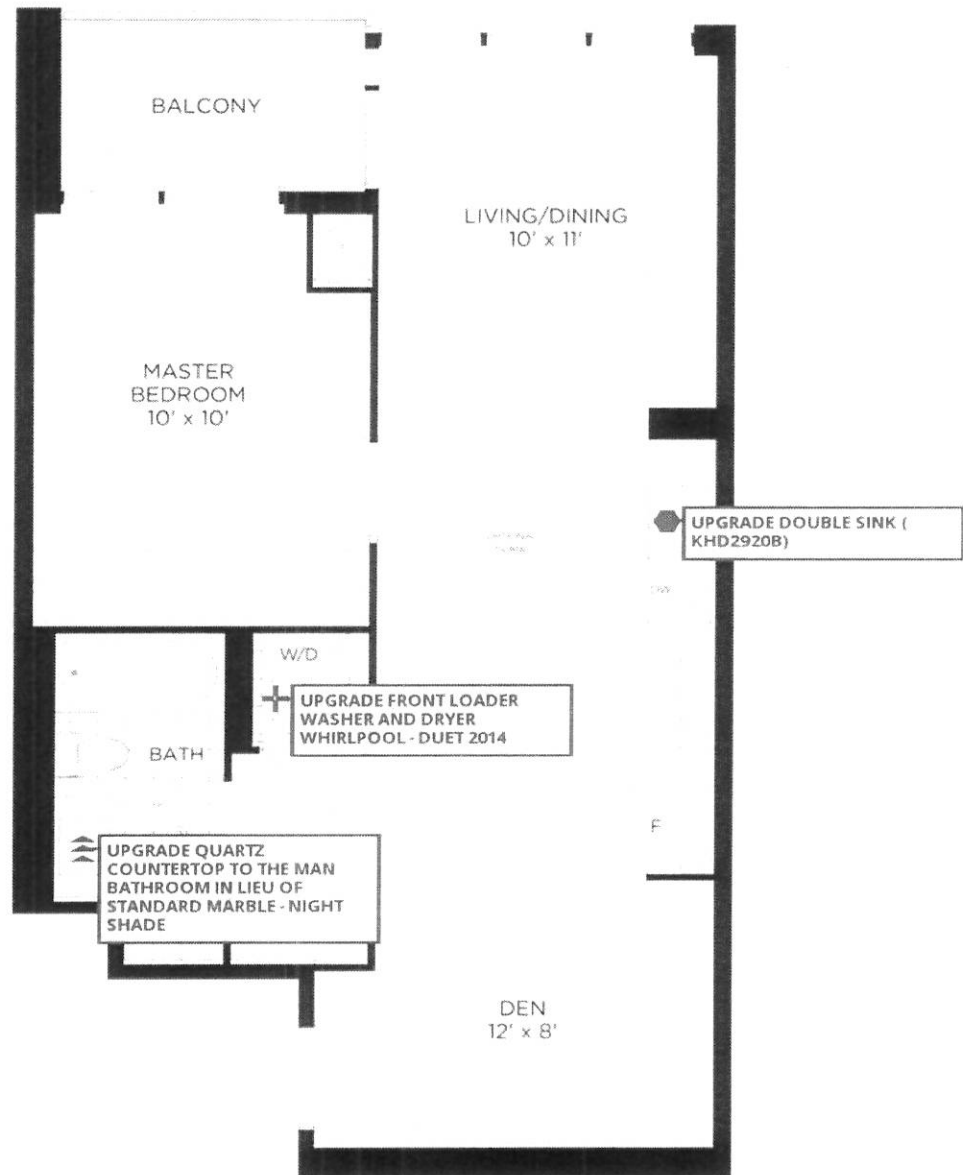 BALCONY
LIVING/DINING
10' x 11'
MASTER
BEDROOM
10' x 10'
UPGRADE DOUBLE SINK (
KHD2920B)
DW
W/D
UPGRADE FRONT LOADER
WASHER AND DRYER
WHIRLPOOL - DUET 2014
BATH
F
UPGRADE QUARTZ
COUNTERTOP TO THE MAN
BATHROOM IN LIEU OF
STANDARD MARBLE - NIGHT
SHADE
DEN
12' x 8'